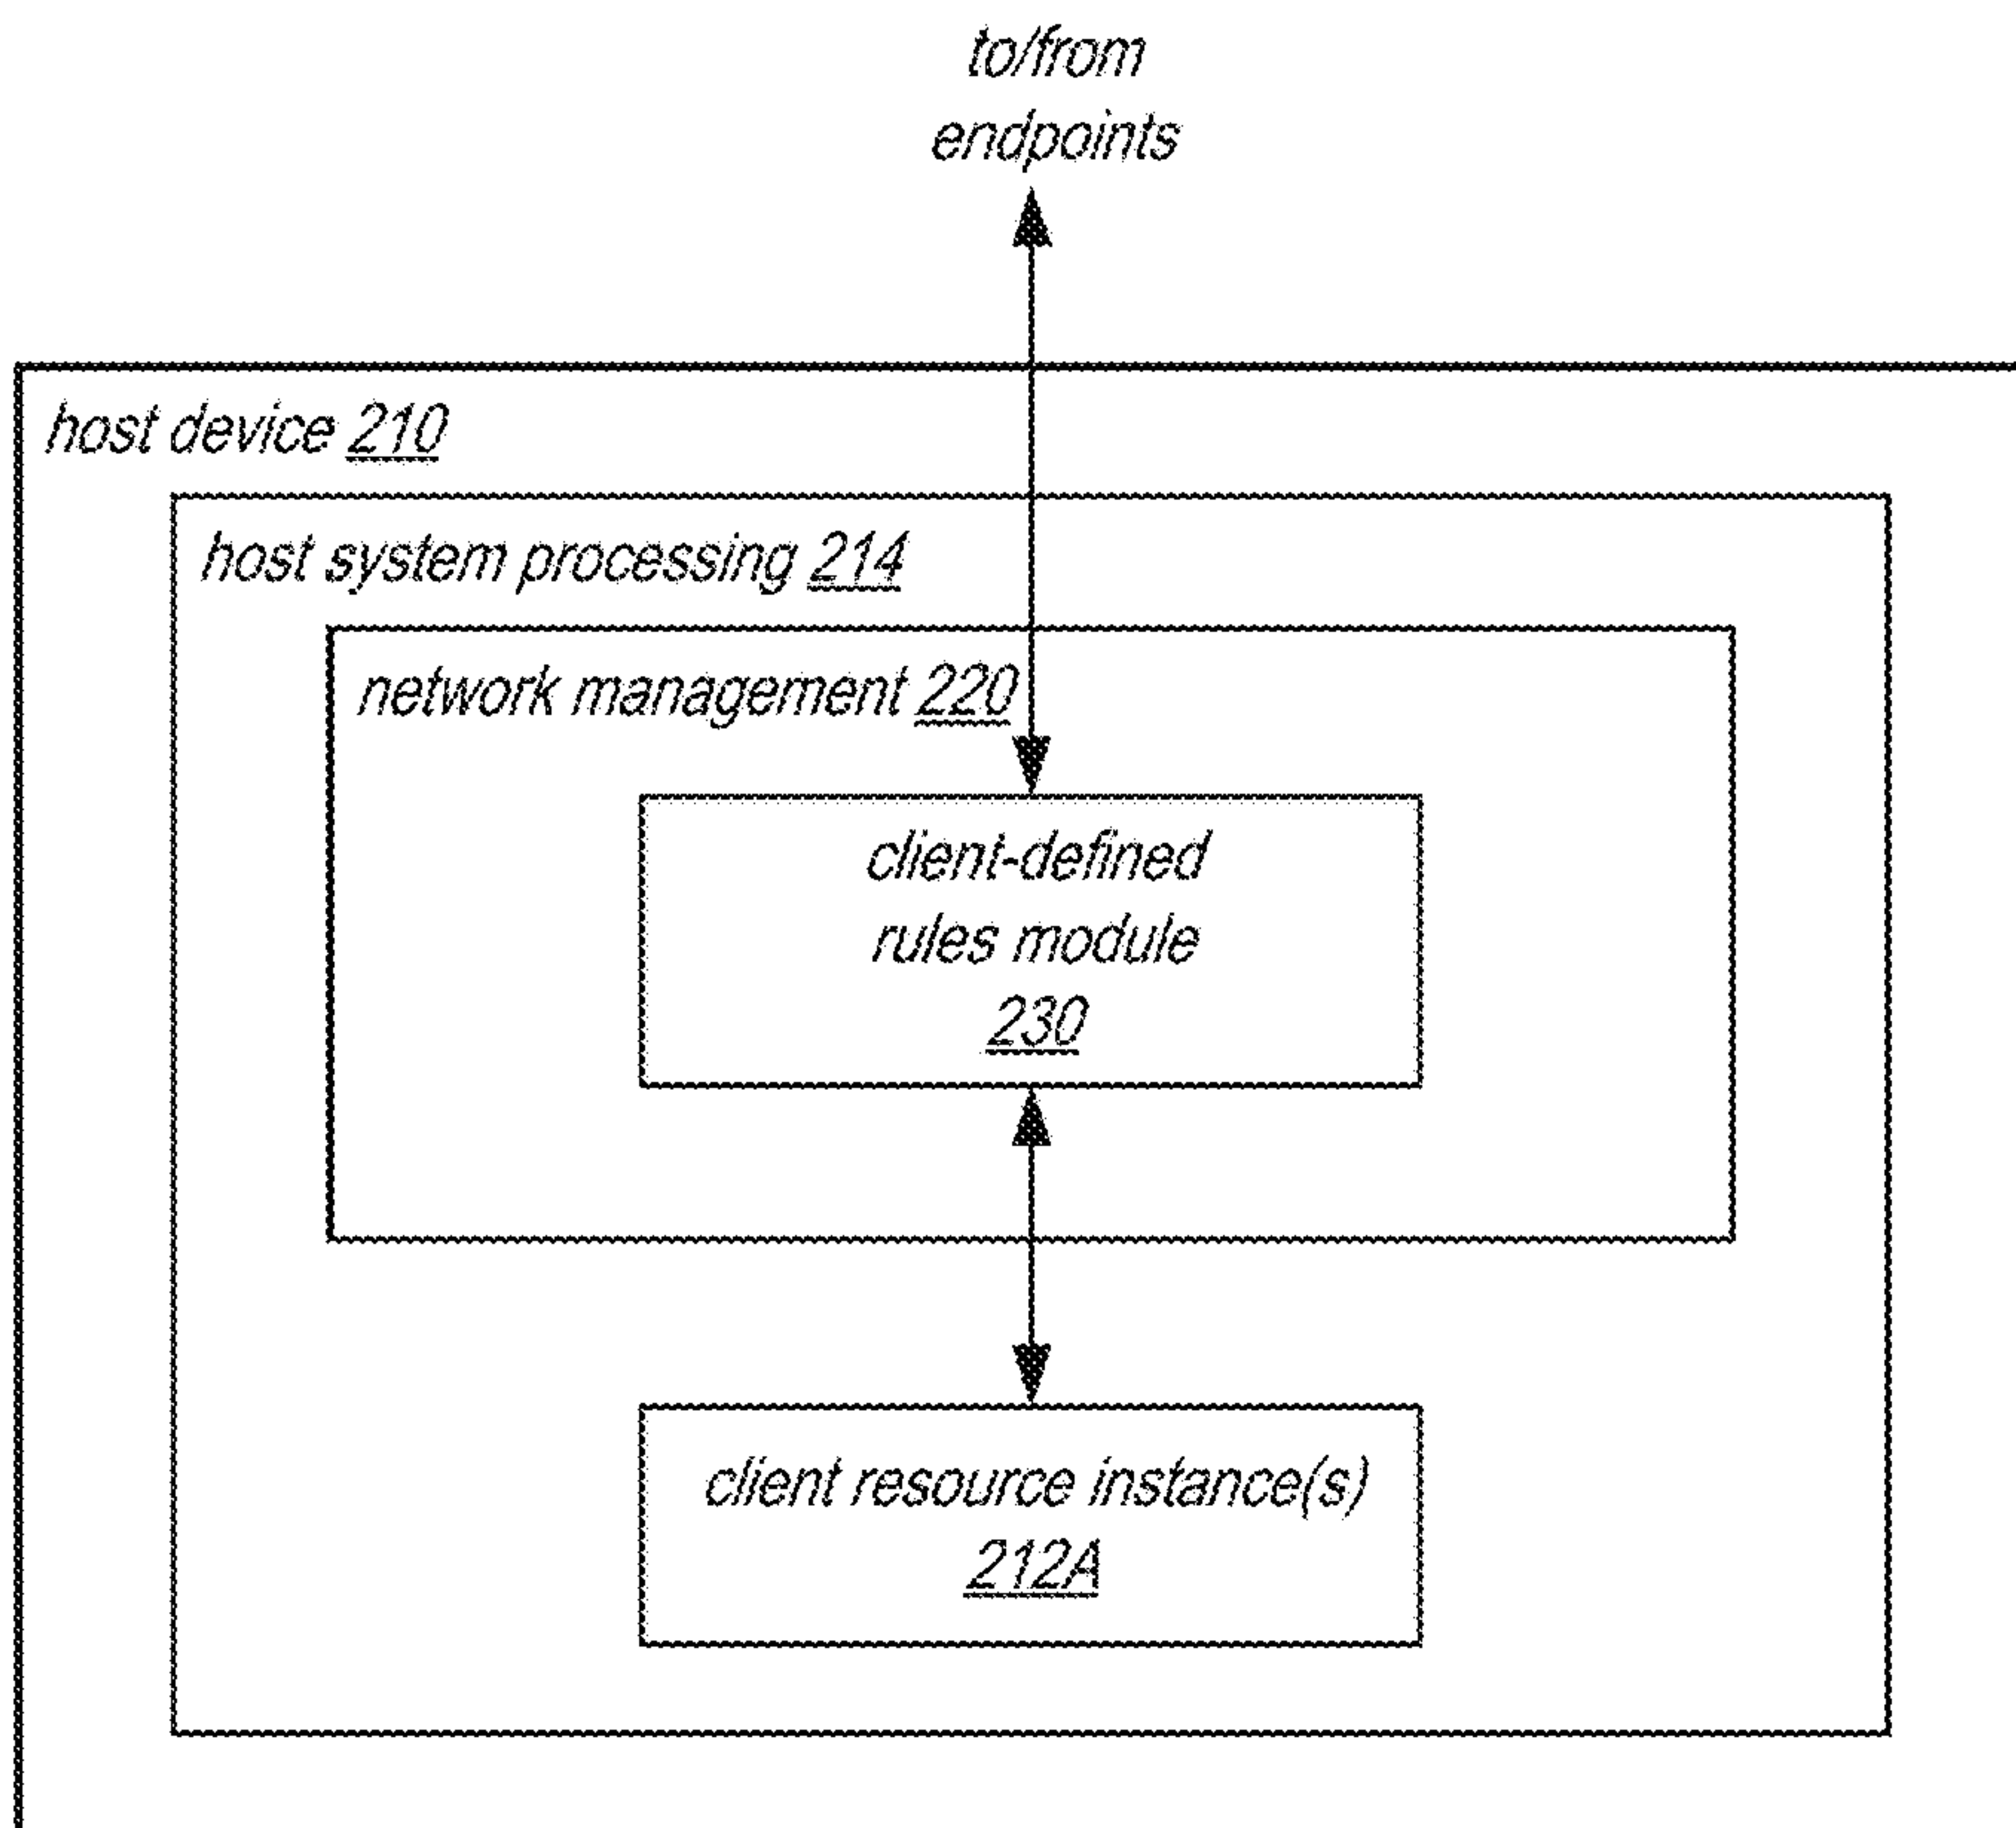 to/from
endpoints
host device 210
host system processing 214
network management 220
client-defined
rules module
230
client resource instance(s)
212A